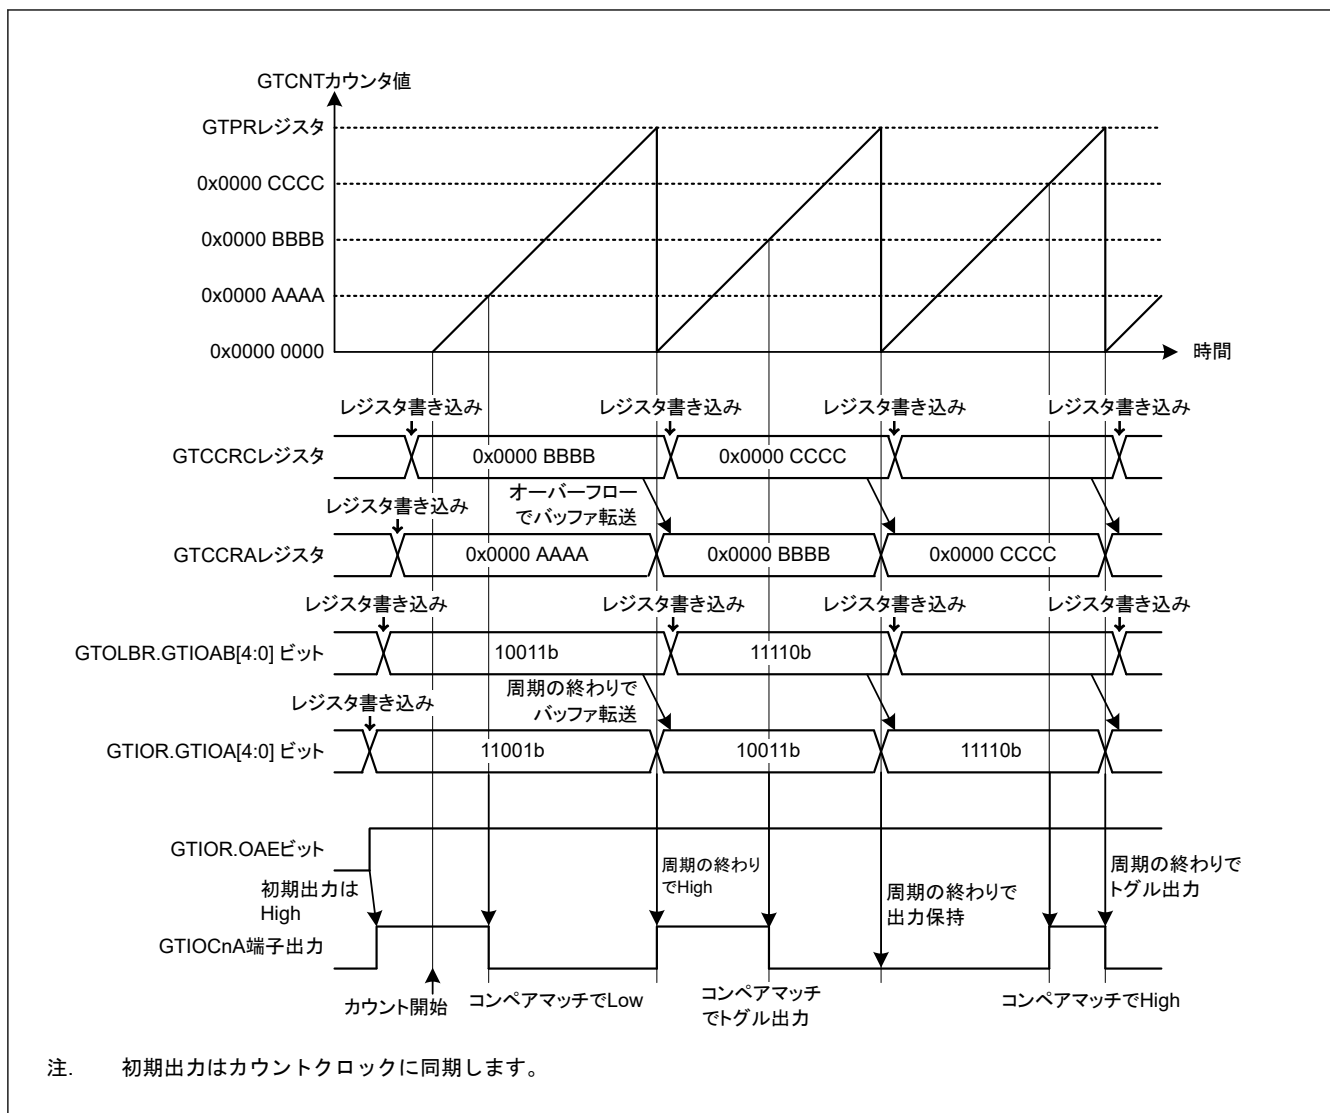 GTCNTカウンタ値
GTPRレジスタ
0x0000 CCCC
0x0000 BBBB
0x0000 AAAA
0x0000 0000
時間
レジスタ書き込み
レジスタ書き込み
レジスタ書き込み
レジスタ書き込み
GTCCRCレジスタ
0x0000 BBBB
0x0000 CCCC
レジスタ書き込み
オーバーフロー
でバッファ転送
GTCCRAレジスタ
0x0000 AAAA
0x0000 BBBB
0x0000 CCCC
レジスタ書き込み
レジスタ書き込み
レジスタ書き込み
レジスタ書き込み
GTOLBR.GTIOAB[4:0] ビット
10011b
11110b
レジスタ書き込み
周期の終わりで
バッファ転送
GTIOR.GTIOA[4:0] ビット
11001b
10011b
11110b
GTIOR.OAEビット
初期出力は
High
周期の終わり
でHigh
周期の終わりで
出力保持
周期の終わりで
トグル出力
GTIOCnA端子出力
カウント開始
コンペアマッチでLow
コンペアマッチ
でトグル出力
コンペアマッチでHigh
注. 初期出力はカウントクロックに同期します。